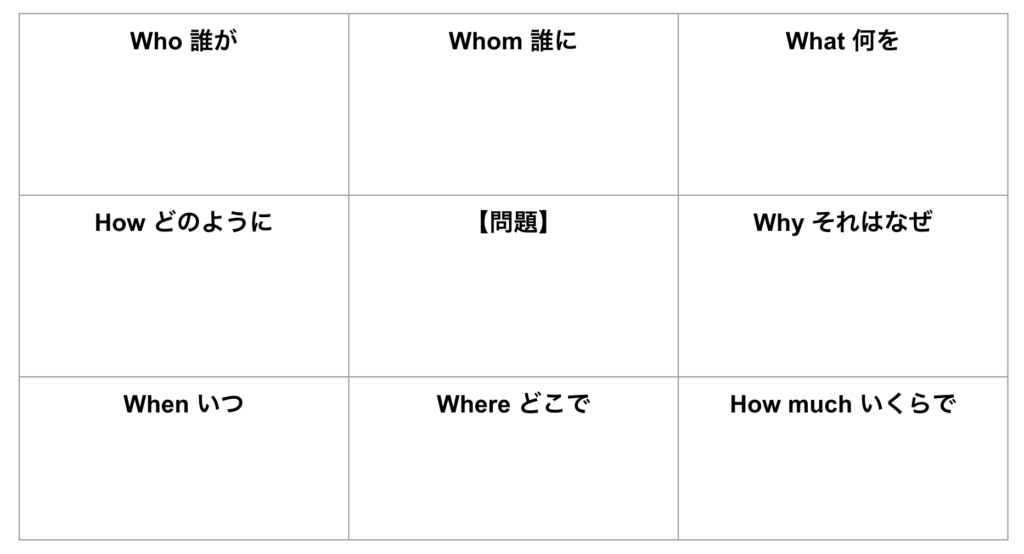 Who 誰が
Whom 誰に
What 何を
How どのように
【問題】
Why それはなぜ
When いつ
Where どこで
How much いくらで